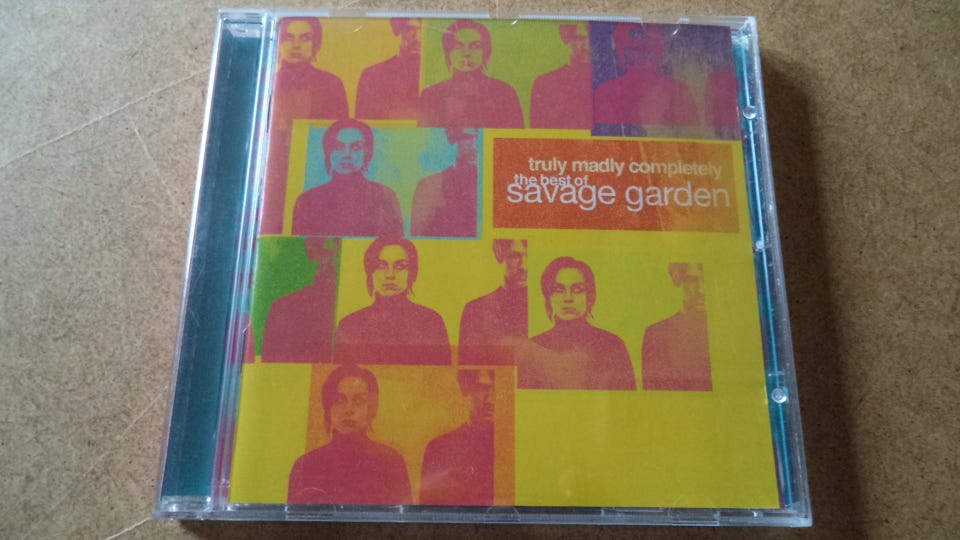 truly madly completely
the best of
savage garden